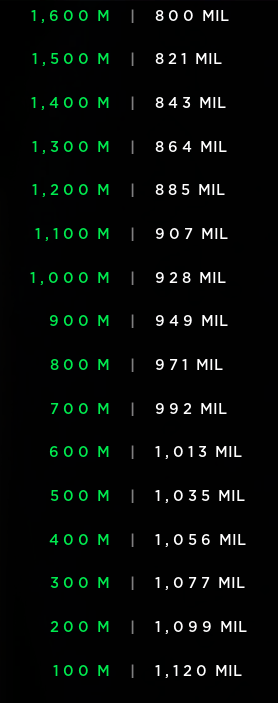 1,600 M | 800 MIL
1,500 M | 821 MIL
1,400 M | 843 MIL
1,300 M | 864 MIL
1,200 M | 885 MIL
1,100 M | 907 MIL
1,000 M | 928 MIL
900 M | 949 MIL
800 M | 971 MIL
700 M | 992 MIL
600 M | 1,013 MIL
500 M | 1,035 MIL
400 M | 1,056 MIL
300 M | 1,077 MIL
200 M | 1,099 MIL
100 M | 1,120 MIL